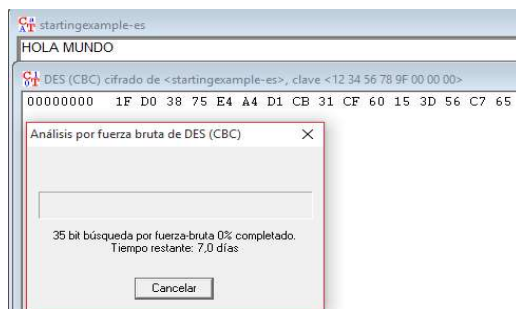 startingexample-es
HOLA MUNDO
DES (CBC) cifrado de <startingexample-es>, clave <12 34 56 78 9F 00 00 00>
00000000 1F D0 38 75 E4 A4 D1 CB 31 CF 60 15 3D 56 C7 65
Análisis por fuerza bruta de DES (CBC)
35 bit búsqueda por fuerza-bruta 0% completado.
Tiempo restante: 7,0 días
Cancelar